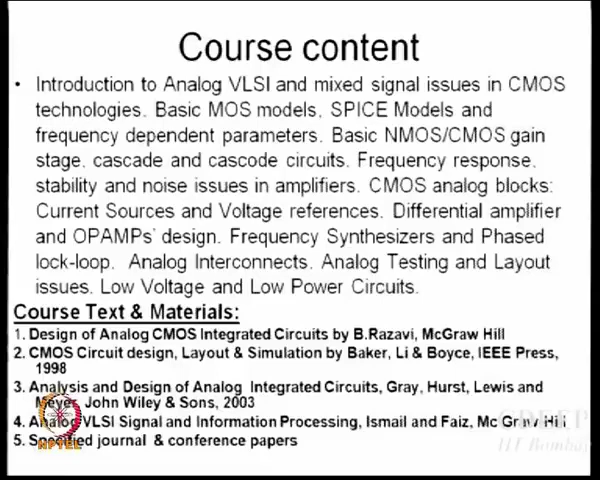 Course content
• Introduction to Analog VLSI and mixed signal issues in CMOS
technologies. Basic MOS models, SPICE Models and
frequency dependent parameters. Basic NMOS/CMOS gain
stage, cascade and cascode circuits. Frequency response,
stability and noise issues in amplifiers. CMOS analog blocks:
Current Sources and Voltage references. Differential amplifier
and OPAMPs' design. Frequency Synthesizers and Phased
lock-loop. Analog Interconnects. Analog Testing and Layout
issues. Low Voltage and Low Power Circuits.
Course Text & Materials:
1. Design of Analog CMOS Integrated Circuits by B.Razavi, McGraw Hill
2. CMOS Circuit design, Layout & Simulation by Baker, Li & Boyce, IEEE Press,
1998
3. Analysis and Design of Analog Integrated Circuits, Gray, Hurst, Lewis and
Meyer, John Wiley & Sons, 2003
4. Analog VLSI Signal and Information Processing, Ismail and Faiz, Mc Graw Hill
5. Specified journal & conference papers
NPTEL
CDEEP
IIT Bombay